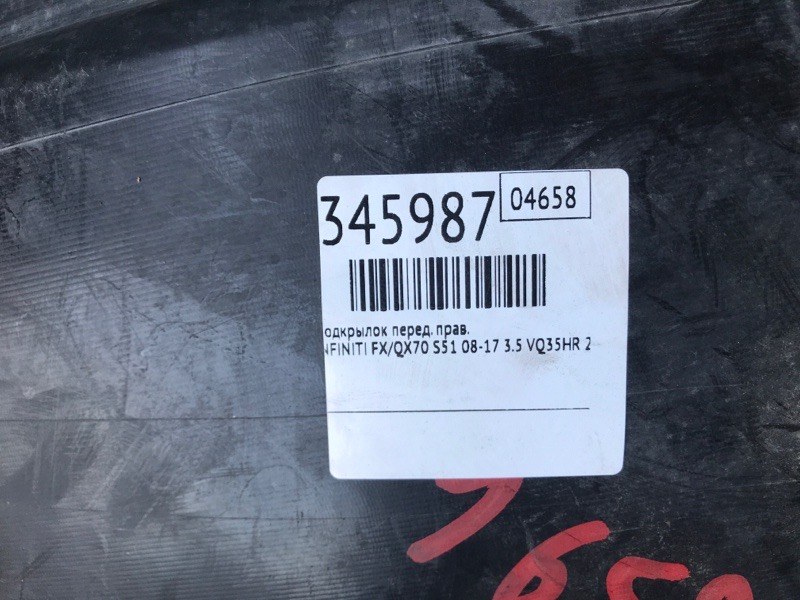 345987
04658
одкрылок перед. прав.
NFINITI FX/QX70 S51 08-17 3.5 VQ35HR 2